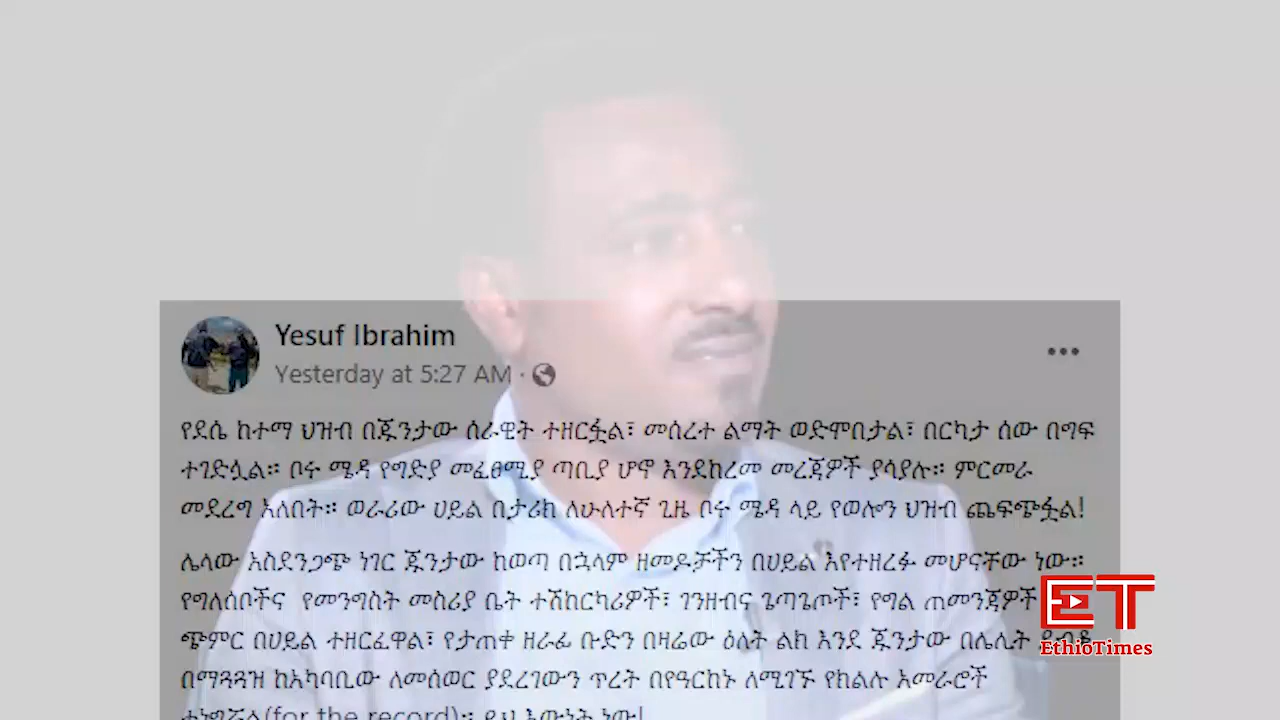 Yesuf Ibrahim
Yesterday at 5:27 AM ·
የደሴ ከተማ ህዝብ በጁንታው ሰራዊት ተዘርፏል፣ መሰረተ ልማት ወድሞበታል፣ በርካታ ሰው በግፍ
ተገድሏል። ቦሩ ሜዳ የግድያ መፈፀሚያ ጣቢያ ሆኖ እንደከረመ መረጃዎች ያሳያሉ። ምርመራ
መደረግ አለበት። ወራሪው ሀይል በታሪክ ለሁለተኛ ጊዜ ቦሩ ሜዳ ላይ የወሎን ህዝብ ጨፍጭፏል!
ሌላው አስደንጋጭ ነገር ጁንታው ከወጣ በኋላም ዘመዶቻችን በሀይል እየተዘረፉ መሆናቸው ነው።
የግለሰቦችና የመንግስት መስሪያ ቤት ተሽከርካሪዎች፣ ገንዘብና ጌጣጌጦች፣ የግል ጠመንጃዎች
ጭምር በሀይል ተዘርፈዋል፣ የታጠቀ ዘራፊ ቡድን በዛሬው ዕለት ልክ እንደ ጁንታው በሌሊት
በማጓጓዝ ከአካባቢው ለመሰወር ያደረገውን ጥረት በየዓርከኑ ለሚገኙ የክልሉ አመራሮች
(for the record)። ይህ እውነት ነው!
ET
EthioTimes